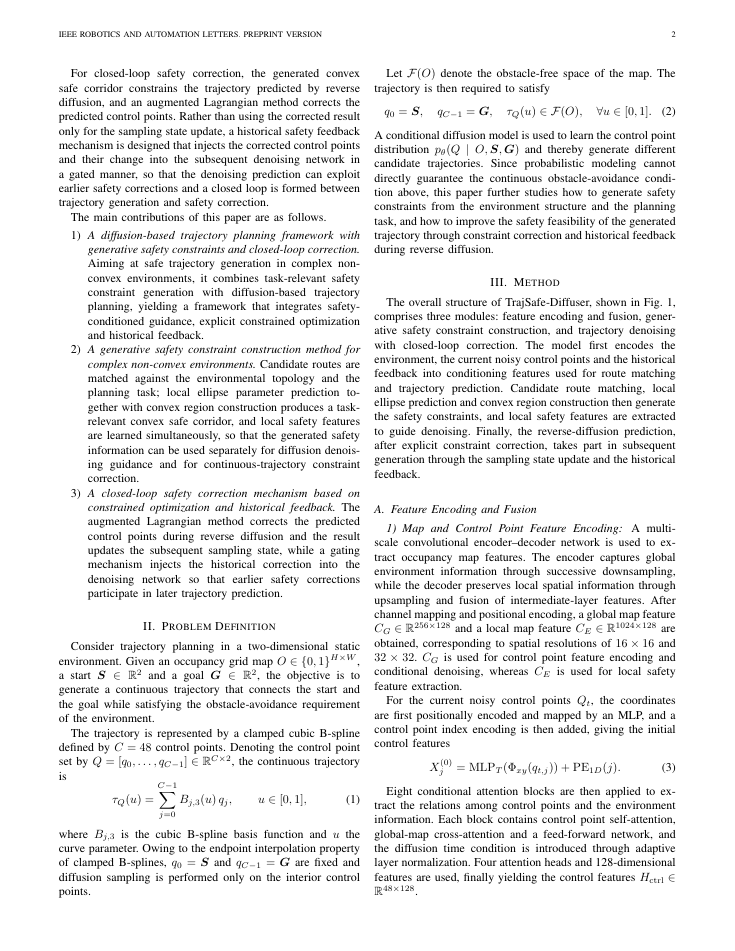 IEEE ROBOTICS AND AUTOMATION LETTERS. PREPRINT VERSION 2
For closed-loop safety correction, the generated convex
safe corridor constrains the trajectory predicted by reverse
diffusion, and an augmented Lagrangian method corrects the
predicted control points. Rather than using the corrected result
only for the sampling state update, a historical safety feedback
mechanism is designed that injects the corrected control points
and their change into the subsequent denoising network in
a gated manner, so that the denoising prediction can exploit
earlier safety corrections and a closed loop is formed between
trajectory generation and safety correction.
The main contributions of this paper are as follows.
1) A diffusion-based trajectory planning framework with
generative safety constraints and closed-loop correction.
Aiming at safe trajectory generation in complex non-
convex environments, it combines task-relevant safety
constraint generation with diffusion-based trajectory
planning, yielding a framework that integrates safety-
conditioned guidance, explicit constrained optimization
and historical feedback.
2) A generative safety constraint construction method for
complex non-convex environments. Candidate routes are
matched against the environmental topology and the
planning task; local ellipse parameter prediction to-
gether with convex region construction produces a task-
relevant convex safe corridor, and local safety features
are learned simultaneously, so that the generated safety
information can be used separately for diffusion denois-
ing guidance and for continuous-trajectory constraint
correction.
3) A closed-loop safety correction mechanism based on
constrained optimization and historical feedback. The
augmented Lagrangian method corrects the predicted
control points during reverse diffusion and the result
updates the subsequent sampling state, while a gating
mechanism injects the historical correction into the
denoising network so that earlier safety corrections
participate in later trajectory prediction.
II. PROBLEM DEFINITION
Consider trajectory planning in a two-dimensional static
environment. Given an occupancy grid map O ∈ {0, 1}^{H×W},
a start S ∈ ℝ² and a goal G ∈ ℝ², the objective is to
generate a continuous trajectory that connects the start and
the goal while satisfying the obstacle-avoidance requirement
of the environment.
The trajectory is represented by a clamped cubic B-spline
defined by C = 48 control points. Denoting the control point
set by Q = [q_0, . . . , q_{C−1}] ∈ ℝ^{C×2}, the continuous trajectory
is
τ_Q(u) = ∑_{j=0}^{C−1} B_{j,3}(u) q_j, u ∈ [0, 1], (1)
where B_{j,3} is the cubic B-spline basis function and u the
curve parameter. Owing to the endpoint interpolation property
of clamped B-splines, q_0 = S and q_{C−1} = G are fixed and
diffusion sampling is performed only on the interior control
points.
Let F(O) denote the obstacle-free space of the map. The
trajectory is then required to satisfy
q_0 = S, q_{C−1} = G, τ_Q(u) ∈ F(O), ∀u ∈ [0, 1]. (2)
A conditional diffusion model is used to learn the control point
distribution p_θ(Q | O, S, G) and thereby generate different
candidate trajectories. Since probabilistic modeling cannot
directly guarantee the continuous obstacle-avoidance condi-
tion above, this paper further studies how to generate safety
constraints from the environment structure and the planning
task, and how to improve the safety feasibility of the generated
trajectory through constraint correction and historical feedback
during reverse diffusion.
III. METHOD
The overall structure of TrajSafe-Diffuser, shown in Fig. 1,
comprises three modules: feature encoding and fusion, gener-
ative safety constraint construction, and trajectory denoising
with closed-loop correction. The model first encodes the
environment, the current noisy control points and the historical
feedback into conditioning features used for route matching
and trajectory prediction. Candidate route matching, local
ellipse prediction and convex region construction then generate
the safety constraints, and local safety features are extracted
to guide denoising. Finally, the reverse-diffusion prediction,
after explicit constraint correction, takes part in subsequent
generation through the sampling state update and the historical
feedback.
A. Feature Encoding and Fusion
1) Map and Control Point Feature Encoding: A multi-
scale convolutional encoder–decoder network is used to ex-
tract occupancy map features. The encoder captures global
environment information through successive downsampling,
while the decoder preserves local spatial information through
upsampling and fusion of intermediate-layer features. After
channel mapping and positional encoding, a global map feature
C_G ∈ ℝ^{256×128} and a local map feature C_E ∈ ℝ^{1024×128} are
obtained, corresponding to spatial resolutions of 16 × 16 and
32 × 32. C_G is used for control point feature encoding and
conditional denoising, whereas C_E is used for local safety
feature extraction.
For the current noisy control points Q_t, the coordinates
are first positionally encoded and mapped by an MLP, and a
control point index encoding is then added, giving the initial
control features
X_j^{(0)} = MLP_T(Φ_{xy}(q_{t,j})) + PE_{1D}(j). (3)
Eight conditional attention blocks are then applied to ex-
tract the relations among control points and the environment
information. Each block contains control point self-attention,
global-map cross-attention and a feed-forward network, and
the diffusion time condition is introduced through adaptive
layer normalization. Four attention heads and 128-dimensional
features are used, finally yielding the control features H_{ctrl} ∈
ℝ^{48×128}.